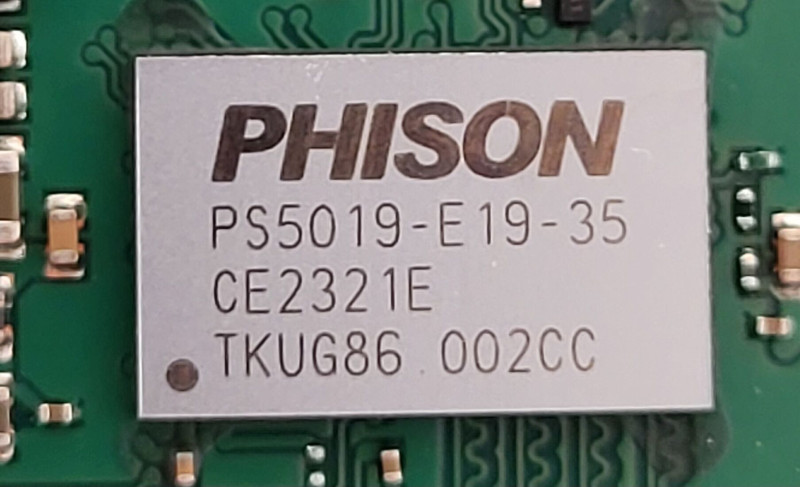 PHISON
PS5019-E19-35
CE2321E
TKUG86.002CC